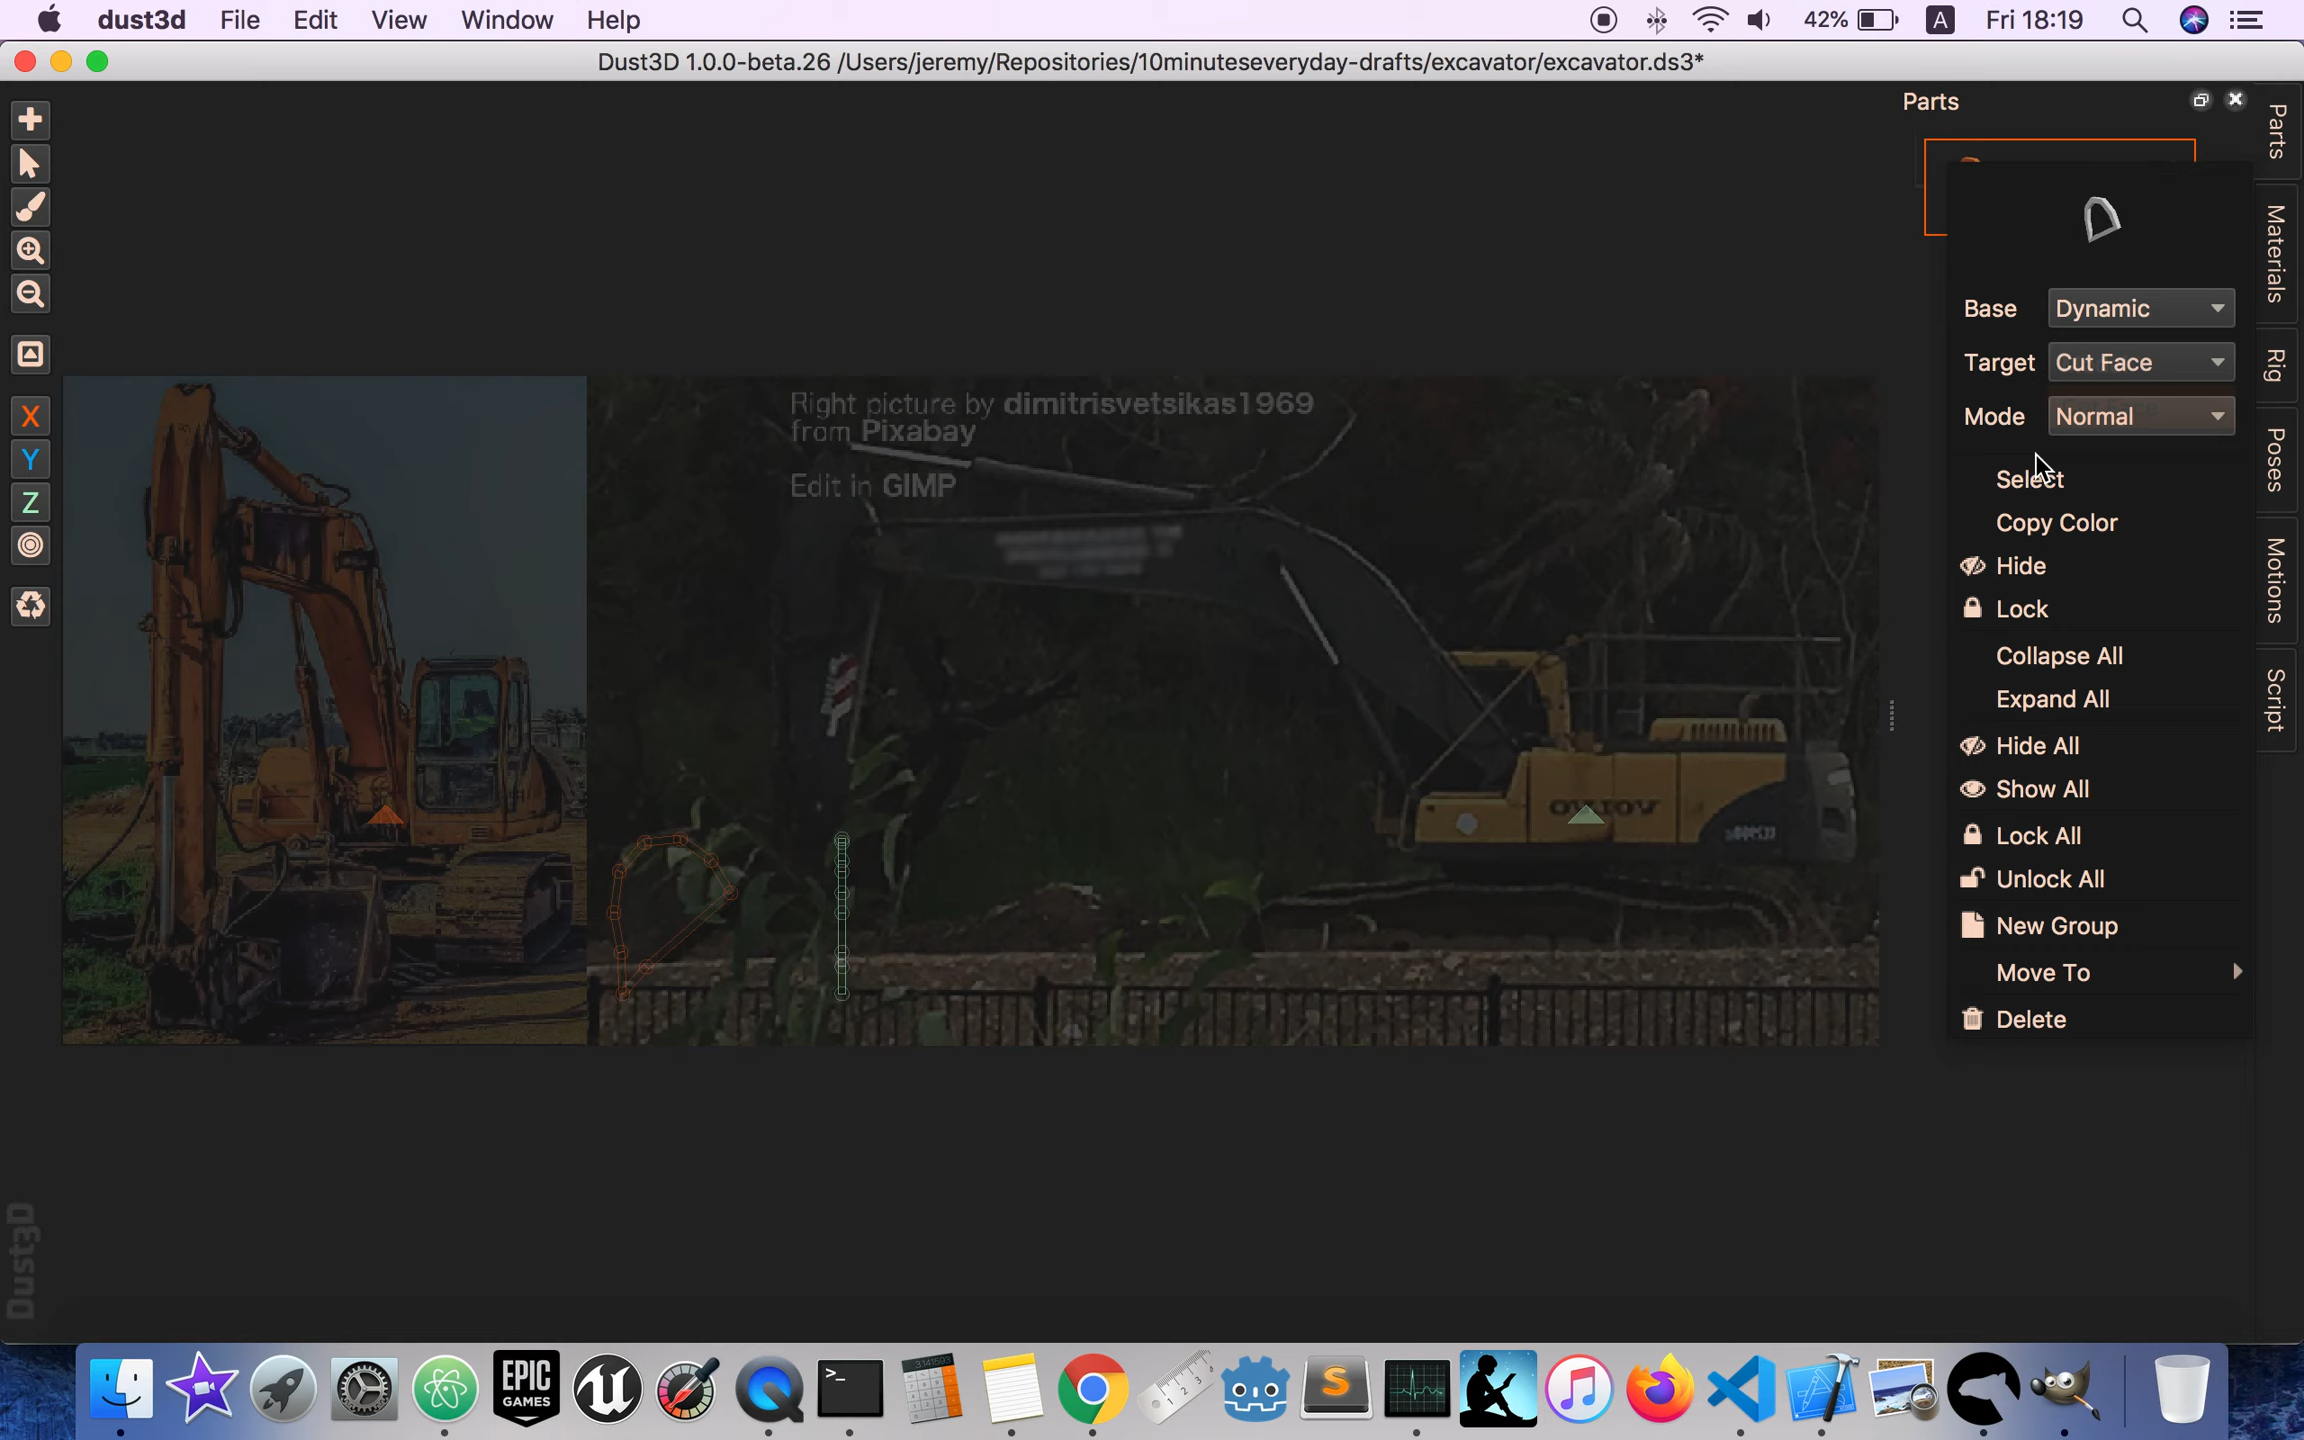 dust3d File Edit View Window Help 42% A Fri 18:19
Dust3D 1.0.0-beta.26 /Users/jeremy/Repositories/10minuteseveryday-drafts/excavator/excavator.ds3*
Parts
Parts
Materials
Rig
Poses
Motions
Script
Base Dynamic
Target Cut Face
Mode Normal
Select
Copy Color
Hide
Lock
Collapse All
Expand All
Hide All
Show All
Lock All
Unlock All
New Group
Move To
Delete
X
Y
Z
Right picture by dimitrisvetsikas1969
from Pixabay
Edit in GIMP
Dust3D
EPIC
GAMES